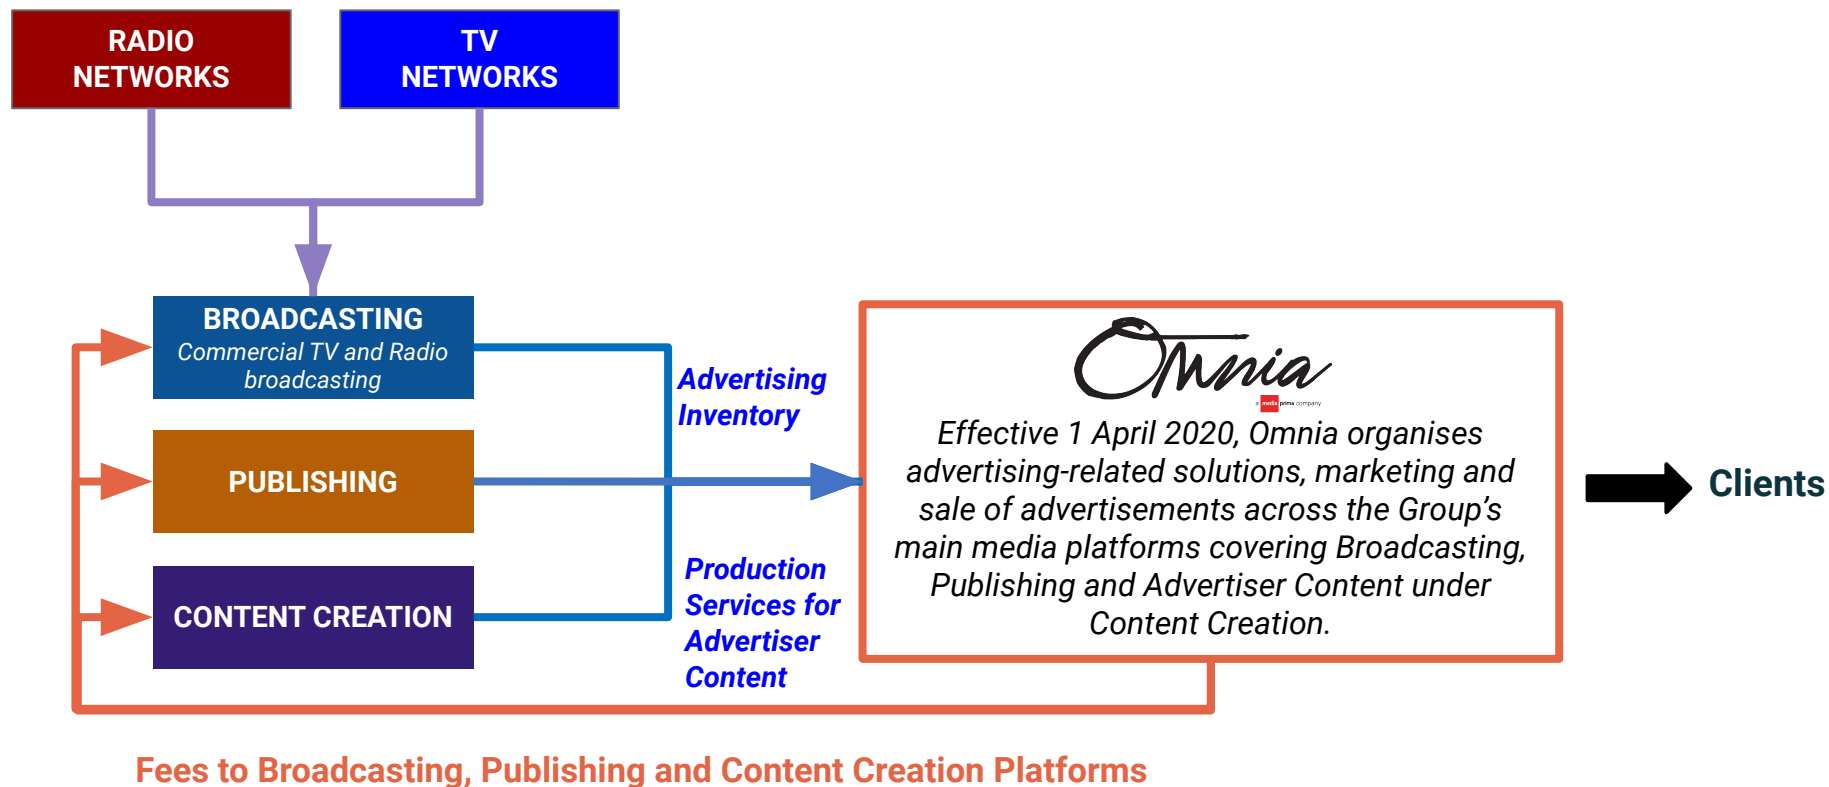 RADIO
NETWORKS
TV
NETWORKS
BROADCASTING
Commercial TV and Radio
broadcasting
PUBLISHING
CONTENT CREATION
Advertising
Inventory
Production
Services for
Advertiser
Content
Omnia
a media prima company
Effective 1 April 2020, Omnia organises
advertising-related solutions, marketing and
sale of advertisements across the Group’s
main media platforms covering Broadcasting,
Publishing and Advertiser Content under
Content Creation.
Clients
Fees to Broadcasting, Publishing and Content Creation Platforms